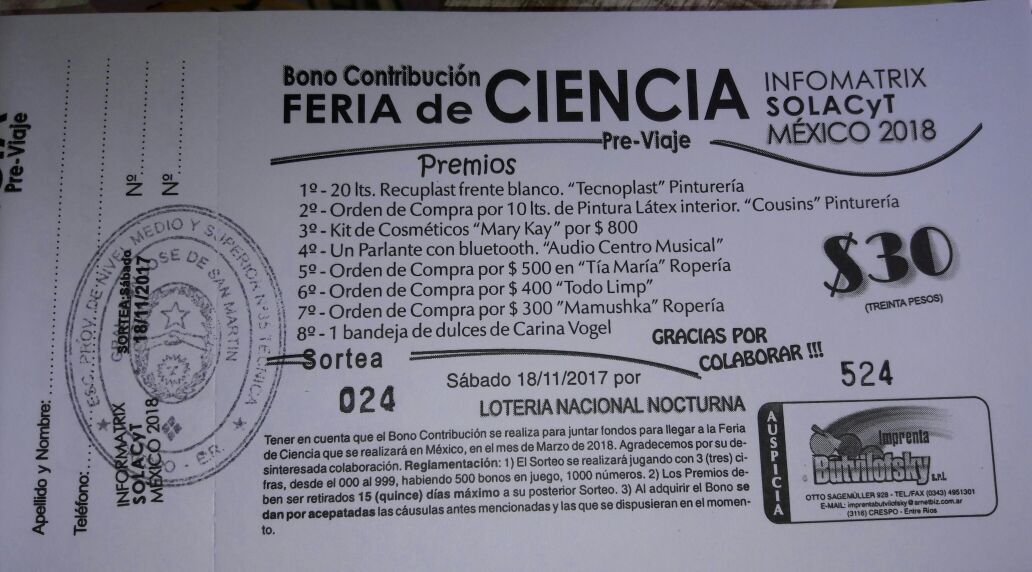 Pre-Viaje
Apellido y Nombre:
Teléfono:
Nº
Nº
INFORMATRIX
SOLACyT
MÉXICO 2018
SORTEA: Sábado
18/11/2017
ESC. PROV. DE NIVEL MEDIO Y SUPERIOR Nº 35 TÉCNICA
GRAL. JOSE DE SAN MARTIN
E.R.
Bono Contribución
FERIA de CIENCIA
INFOMATRIX
SOLACyT
MÉXICO 2018
Pre-Viaje
Premios
1º - 20 lts. Recuplast frente blanco. “Tecnoplast” Pinturería
2º - Orden de Compra por 10 lts. de Pintura Látex interior. “Cousins” Pinturería
3º - Kit de Cosméticos “Mary Kay” por $ 800
4º - Un Parlante con bluetooth. “Audio Centro Musical”
5º - Orden de Compra por $ 500 en “Tía María” Ropería
6º - Orden de Compra por $ 400 “Todo Limp”
7º - Orden de Compra por $ 300 “Mamushka” Ropería
8º - 1 bandeja de dulces de Carina Vogel
$30
(TREINTA PESOS)
GRACIAS POR
COLABORAR !!!
Sortea
024
Sábado 18/11/2017 por
LOTERIA NACIONAL NOCTURNA
524
Tener en cuenta que el Bono Contribución se realiza para juntar fondos para llegar a la Feria
de Ciencia que se realizará en México, en el mes de Marzo de 2018. Agradecemos por su de-
sinteresada colaboración. Reglamentación: 1) El Sorteo se realizará jugando con 3 (tres) ci-
fras, desde el 000 al 999, habiendo 500 bonos en juego, 1000 números. 2) Los Premios de-
ben ser retirados 15 (quince) días máximo a su posterior Sorteo. 3) Al adquirir el Bono se
dan por acepatadas las cáusulas antes mencionadas y las que se dispusieran en el momen-
to.
AUSPICIA
Imprenta
Butvilofsky S.R.L.
OTTO SAGEMÜLLER 928 - TEL./FAX (0343) 4951301
E-MAIL: imprentabutvilofsky@arnetbiz.com.ar
(3116) CRESPO - Entre Ríos